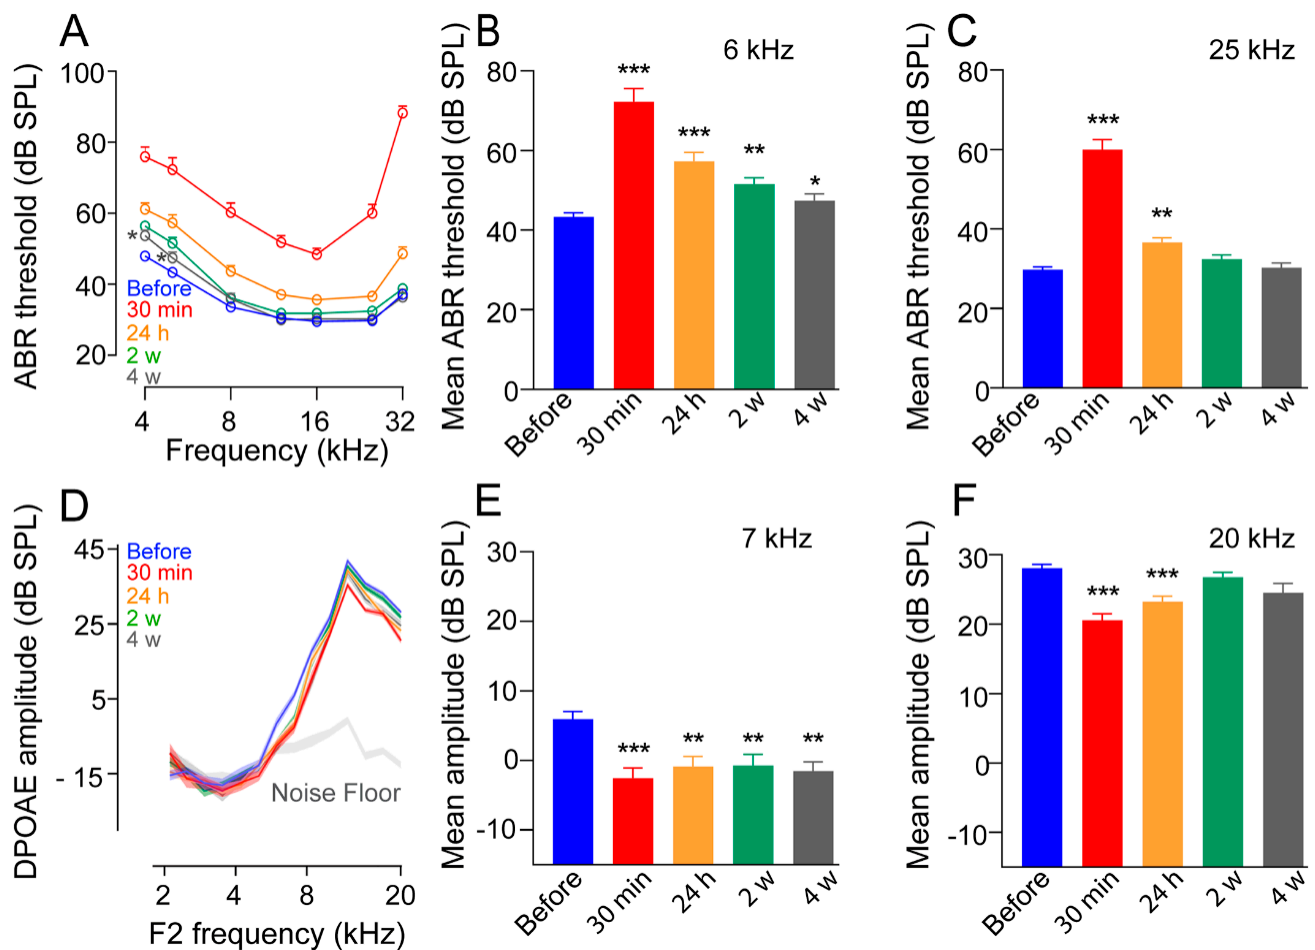 A
ABR threshold (dB SPL)
100
80
60
40
20
*
*
Before
30 min
24 h
2 w
4 w
4
8
16
32
Frequency (kHz)
B
6 kHz
Mean ABR threshold (dB SPL)
80
60
40
20
0
***
***
**
*
Before
30 min
24 h
2 w
4 w
C
25 kHz
Mean ABR threshold (dB SPL)
80
60
40
20
0
***
**
Before
30 min
24 h
2 w
4 w
D
DPOAE amplitude (dB SPL)
45
25
5
- 15
Before
30 min
24 h
2 w
4 w
Noise Floor
2
4
8
20
F2 frequency (kHz)
E
7 kHz
Mean amplitude (dB SPL)
30
20
10
0
-10
***
**
**
**
Before
30 min
24 h
2 w
4 w
F
20 kHz
Mean amplitude (dB SPL)
30
20
10
0
-10
***
***
Before
30 min
24 h
2 w
4 w